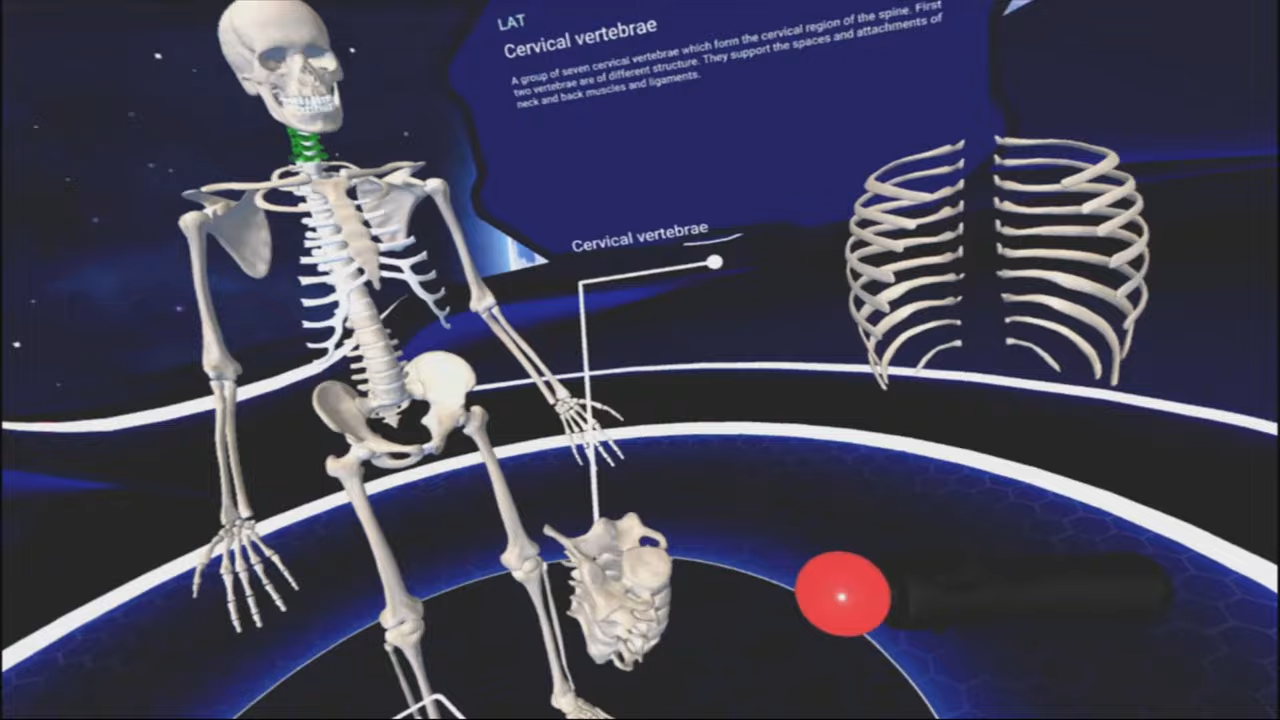 LAT
Cervical vertebrae
A group of seven cervical vertebrae which form the cervical region of the spine. First
two vertebrae are of different structure. They support the spaces and attachments of
neck and back muscles and ligaments.
Cervical vertebrae